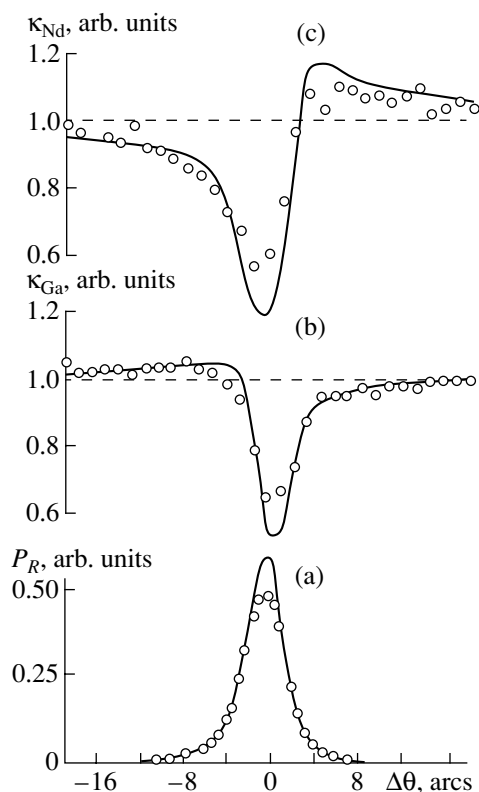 κNd, arb. units
(c)
1.2
1.0
0.8
0.6
κGa, arb. units
(b)
1.2
1.0
0.8
0.6
PR, arb. units
(a)
0.50
0.25
0
−16 −8 0 8 Δθ, arcs